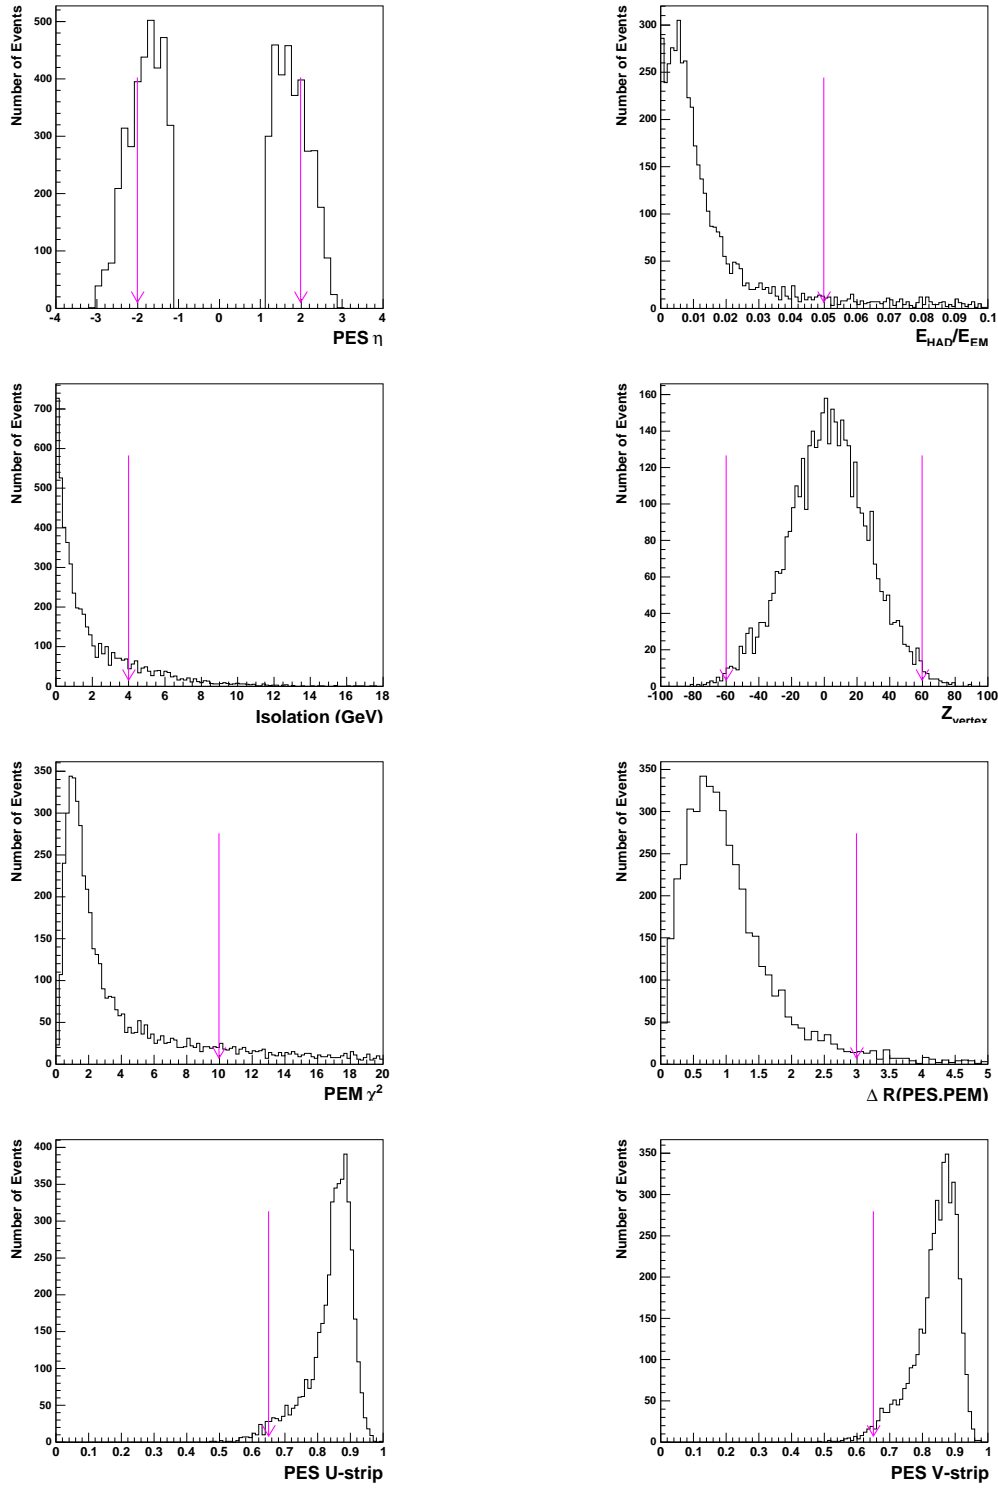 Number of Events
500
400
300
200
100
0
-4 -3 -2 -1 0 1 2 3 4
PES η
Number of Events
300
250
200
150
100
50
0
0 0.01 0.02 0.03 0.04 0.05 0.06 0.07 0.08 0.09 0.1
E_HAD/E_EM
Number of Events
700
600
500
400
300
200
100
0
0 2 4 6 8 10 12 14 16 18
Isolation (GeV)
Number of Events
160
140
120
100
80
60
40
20
0
-100 -80 -60 -40 -20 0 20 40 60 80 100
Z_vertex
Number of Events
350
300
250
200
150
100
50
0
0 2 4 6 8 10 12 14 16 18 20
PEM χ²
Number of Events
350
300
250
200
150
100
50
0
0 0.5 1 1.5 2 2.5 3 3.5 4 4.5 5
Δ R(PES,PEM)
Number of Events
400
350
300
250
200
150
100
50
0
0 0.1 0.2 0.3 0.4 0.5 0.6 0.7 0.8 0.9 1
PES U-strip
Number of Events
350
300
250
200
150
100
50
0
0 0.1 0.2 0.3 0.4 0.5 0.6 0.7 0.8 0.9 1
PES V-strip